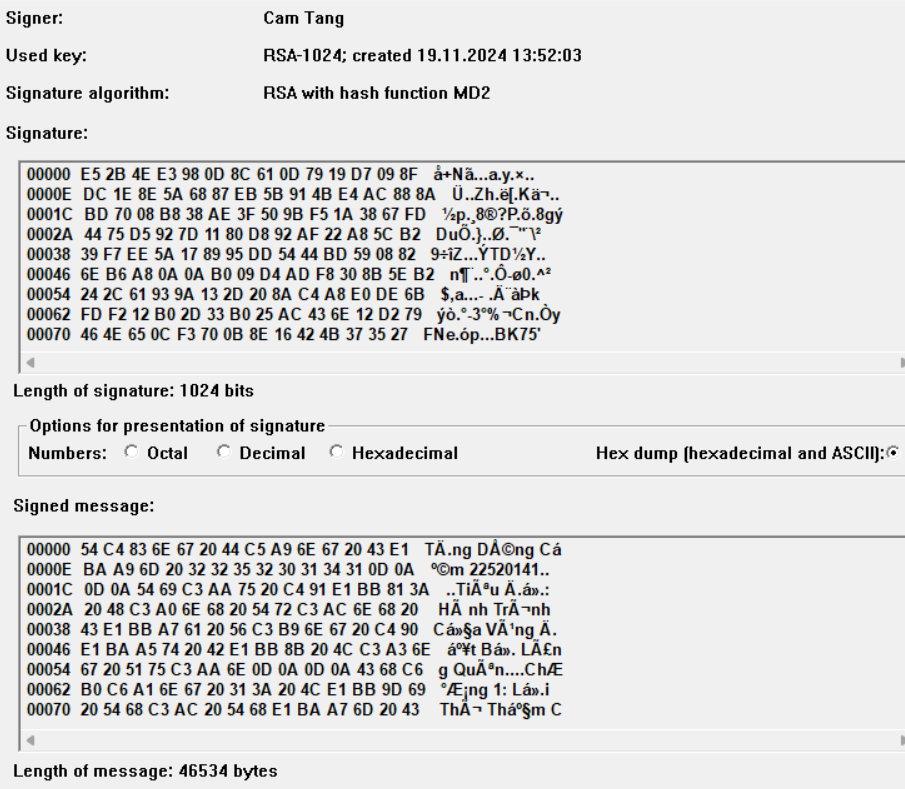 Signer: Cam Tang
Used key: RSA-1024; created 19.11.2024 13:52:03
Signature algorithm: RSA with hash function MD2
Signature:
00000 E5 2B 4E E3 98 0D 8C 61 0D 79 19 D7 09 8F å+Nã...a.y.×..
0000E DC 1E 8E 5A 68 87 EB 5B 91 4B E4 AC 88 8A Ü..Zh.ë[.Kä¬..
0001C BD 70 08 B8 38 AE 3F 50 9B F5 1A 38 67 FD ½p.¸8®?P.õ.8gý
0002A 44 75 D5 92 7D 11 80 D8 92 AF 22 A8 5C B2 DuÕ.}..Ø.¯"¨\²
00038 39 F7 EE 5A 17 89 95 DD 54 44 BD 59 08 82 9÷îZ...ÝTD½Y..
00046 6E B6 A8 0A 0A B0 09 D4 AD F8 30 8B 5E B2 n¶¨..°.Ô-ø0.^²
00054 24 2C 61 93 9A 13 2D 20 8A C4 A8 E0 DE 6B $,a...- .Ä¨àÞk
00062 FD F2 12 B0 2D 33 B0 25 AC 43 6E 12 D2 79 ýò.°-3°%¬Cn.Òy
00070 46 4E 65 0C F3 70 0B 8E 16 42 4B 37 35 27 FNe.óp...BK75'
Length of signature: 1024 bits
Options for presentation of signature
Numbers: Octal Decimal Hexadecimal Hex dump (hexadecimal and ASCII):
Signed message:
00000 54 C4 83 6E 67 20 44 C5 A9 6E 67 20 43 E1 TÄ.ng DÅ©ng Cá
0000E BA A9 6D 20 32 32 35 32 30 31 34 31 0D 0A º©m 22520141..
0001C 0D 0A 54 69 C3 AA 75 20 C4 91 E1 BB 81 3A ..TiÃªu Ä.á».:
0002A 20 48 C3 A0 6E 68 20 54 72 C3 AC 6E 68 20 HÃ nh TrÃ¬nh
00038 43 E1 BB A7 61 20 56 C3 B9 6E 67 20 C4 90 Cá»§a VÃ¹ng Ä.
00046 E1 BA A5 74 20 42 E1 BB 8B 20 4C C3 A3 6E áº¥t Bá». LÃ£n
00054 67 20 51 75 C3 AA 6E 0D 0A 0D 0A 43 68 C6 g QuÃªn....ChÆ
00062 B0 C6 A1 6E 67 20 31 3A 20 4C E1 BB 9D 69 °Æ¡ng 1: Lá».i
00070 20 54 68 C3 AC 20 54 68 E1 BA A7 6D 20 43 ThÃ¬ Tháº§m C
Length of message: 46534 bytes